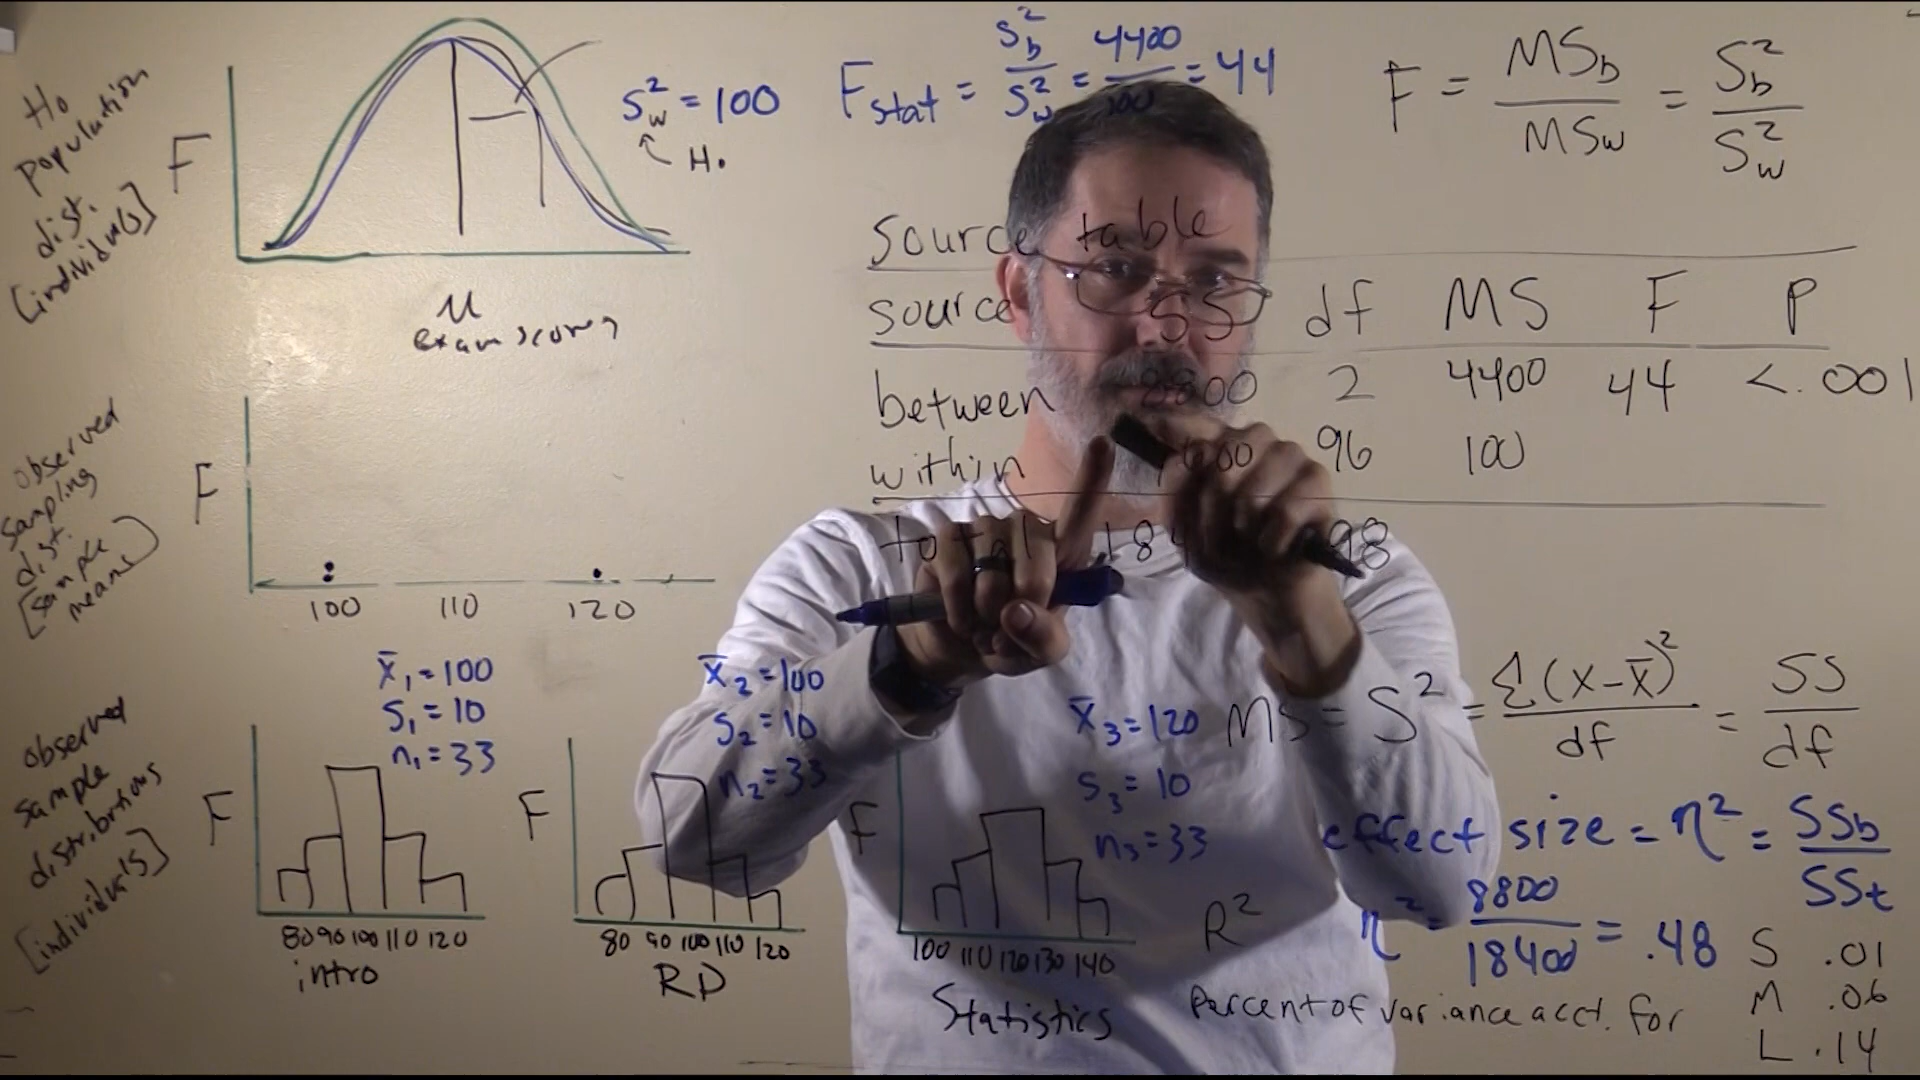 Ho
population
dist.
[individuals]
F
μ
exam scores
S²w = 100
H₀
Fstat = S²b/S²w = 4400/100 = 44
F = MSb/MSw = S²b/S²w
Source table
source SS df MS F P
between 8800 2 4400 44 <.001
within 9600 96 100
total 184 98
observed
sampling
dist.
[sample
means]
F
100 110 120
observed
sample
distributions
[individuals]
x̄₁ = 100
S₁ = 10
n₁ = 33
F
80 90 100 110 120
intro
x̄₂ = 100
S₂ = 10
n₂ = 33
F
80 90 100 110 120
RD
x̄₃ = 120
S₃ = 10
n₃ = 33
F
100 110 120 130 140
Statistics
MS = S² = Σ(x-x̄)²/df = SS/df
effect size = η² = SSb/SSt
η² = 8800/18400 = .48
R²
Percent of variance acct. for
S .01
M .06
L .14